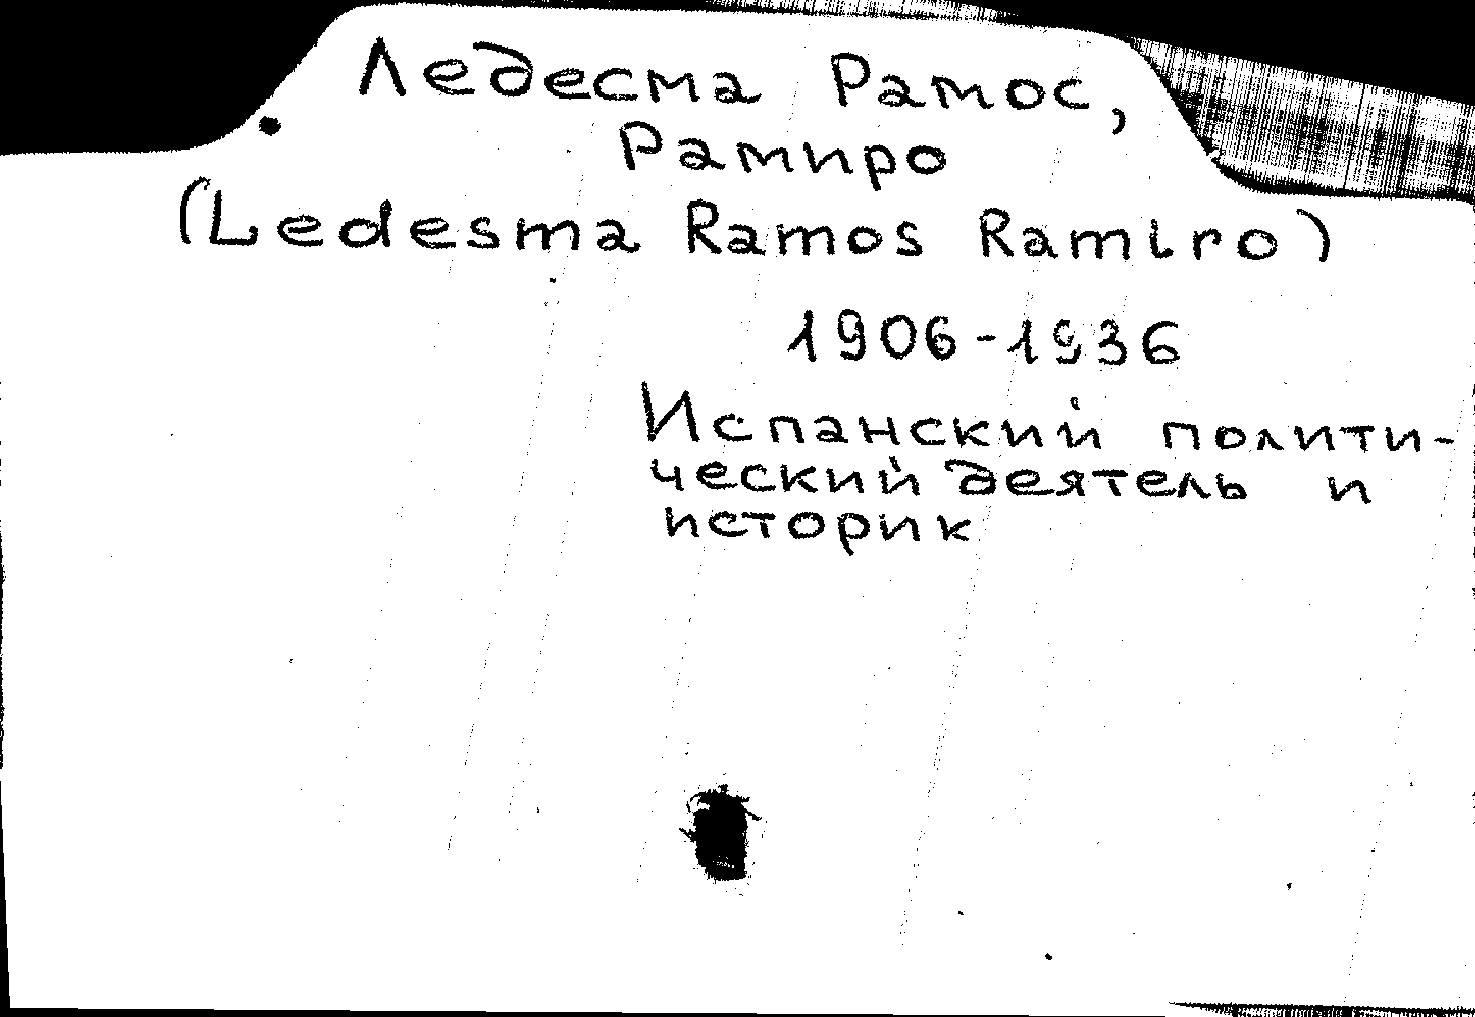 Ледесма Рамос,
Рамиро
(Ledesma Ramos Ramiro)
1906-1936
Испанский полити-
ческий деятель и
историк